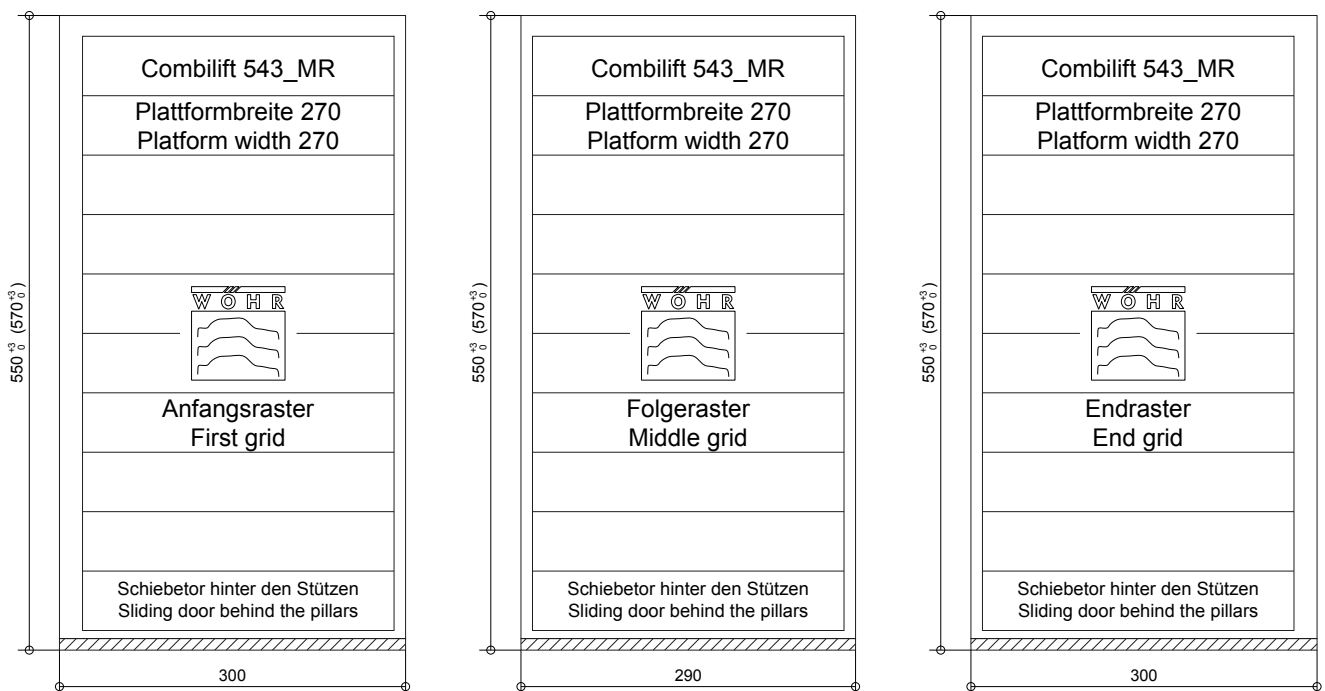 Combilift 543_MR
Plattformbreite 270
Platform width 270
WOHR
Anfangsraster
First grid
Schiebetor hinter den Stützen
Sliding door behind the pillars
550 +3 0 (570 +3 0)
300
Combilift 543_MR
Plattformbreite 270
Platform width 270
WOHR
Folgeraster
Middle grid
Schiebetor hinter den Stützen
Sliding door behind the pillars
550 +3 0 (570 +3 0)
290
Combilift 543_MR
Plattformbreite 270
Platform width 270
WOHR
Endraster
End grid
Schiebetor hinter den Stützen
Sliding door behind the pillars
550 +3 0 (570 +3 0)
300